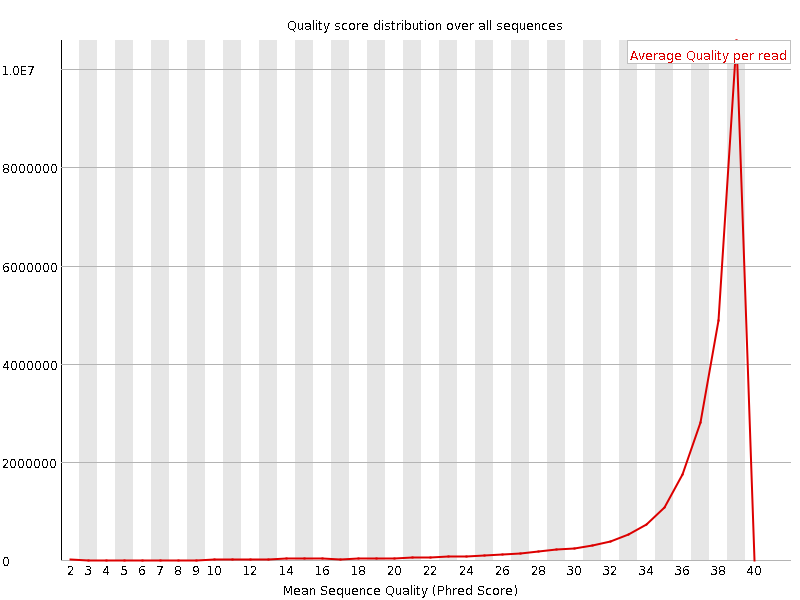 Quality score distribution over all sequences
Average Quality per read
1.0E7
8000000
6000000
4000000
2000000
0
2 3 4 5 6 7 8 9 10 12 14 16 18 20 22 24 26 28 30 32 34 36 38 40
Mean Sequence Quality (Phred Score)